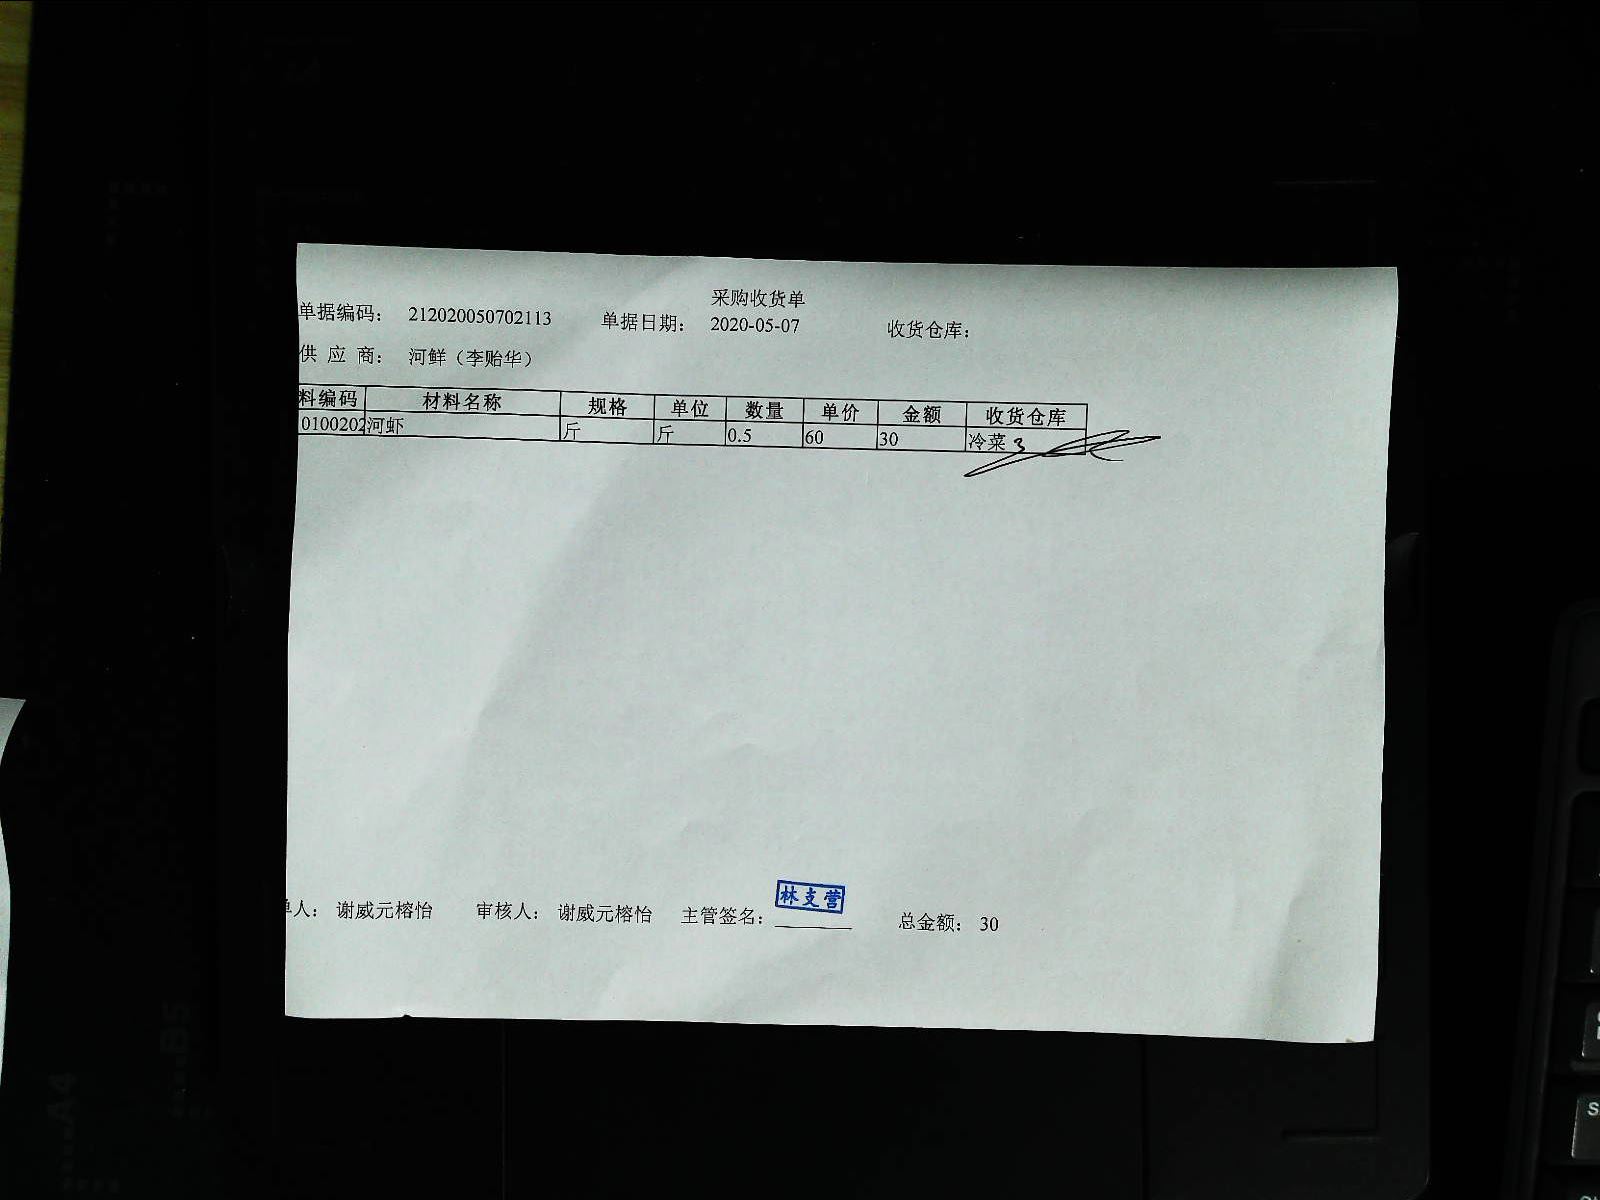 采购收货单
单据编码： 212020050702113 单据日期： 2020-05-07 收货仓库：
供 应 商： 河鲜（李贻华）
料编码 材料名称 规格 单位 数量 单价 金额 收货仓库
0100202 河虾 斤 斤 0.5 60 30 冷菜
单人： 谢威元榕怡 审核人： 谢威元榕怡 主管签名： 林支营 总金额： 30
A4
B5